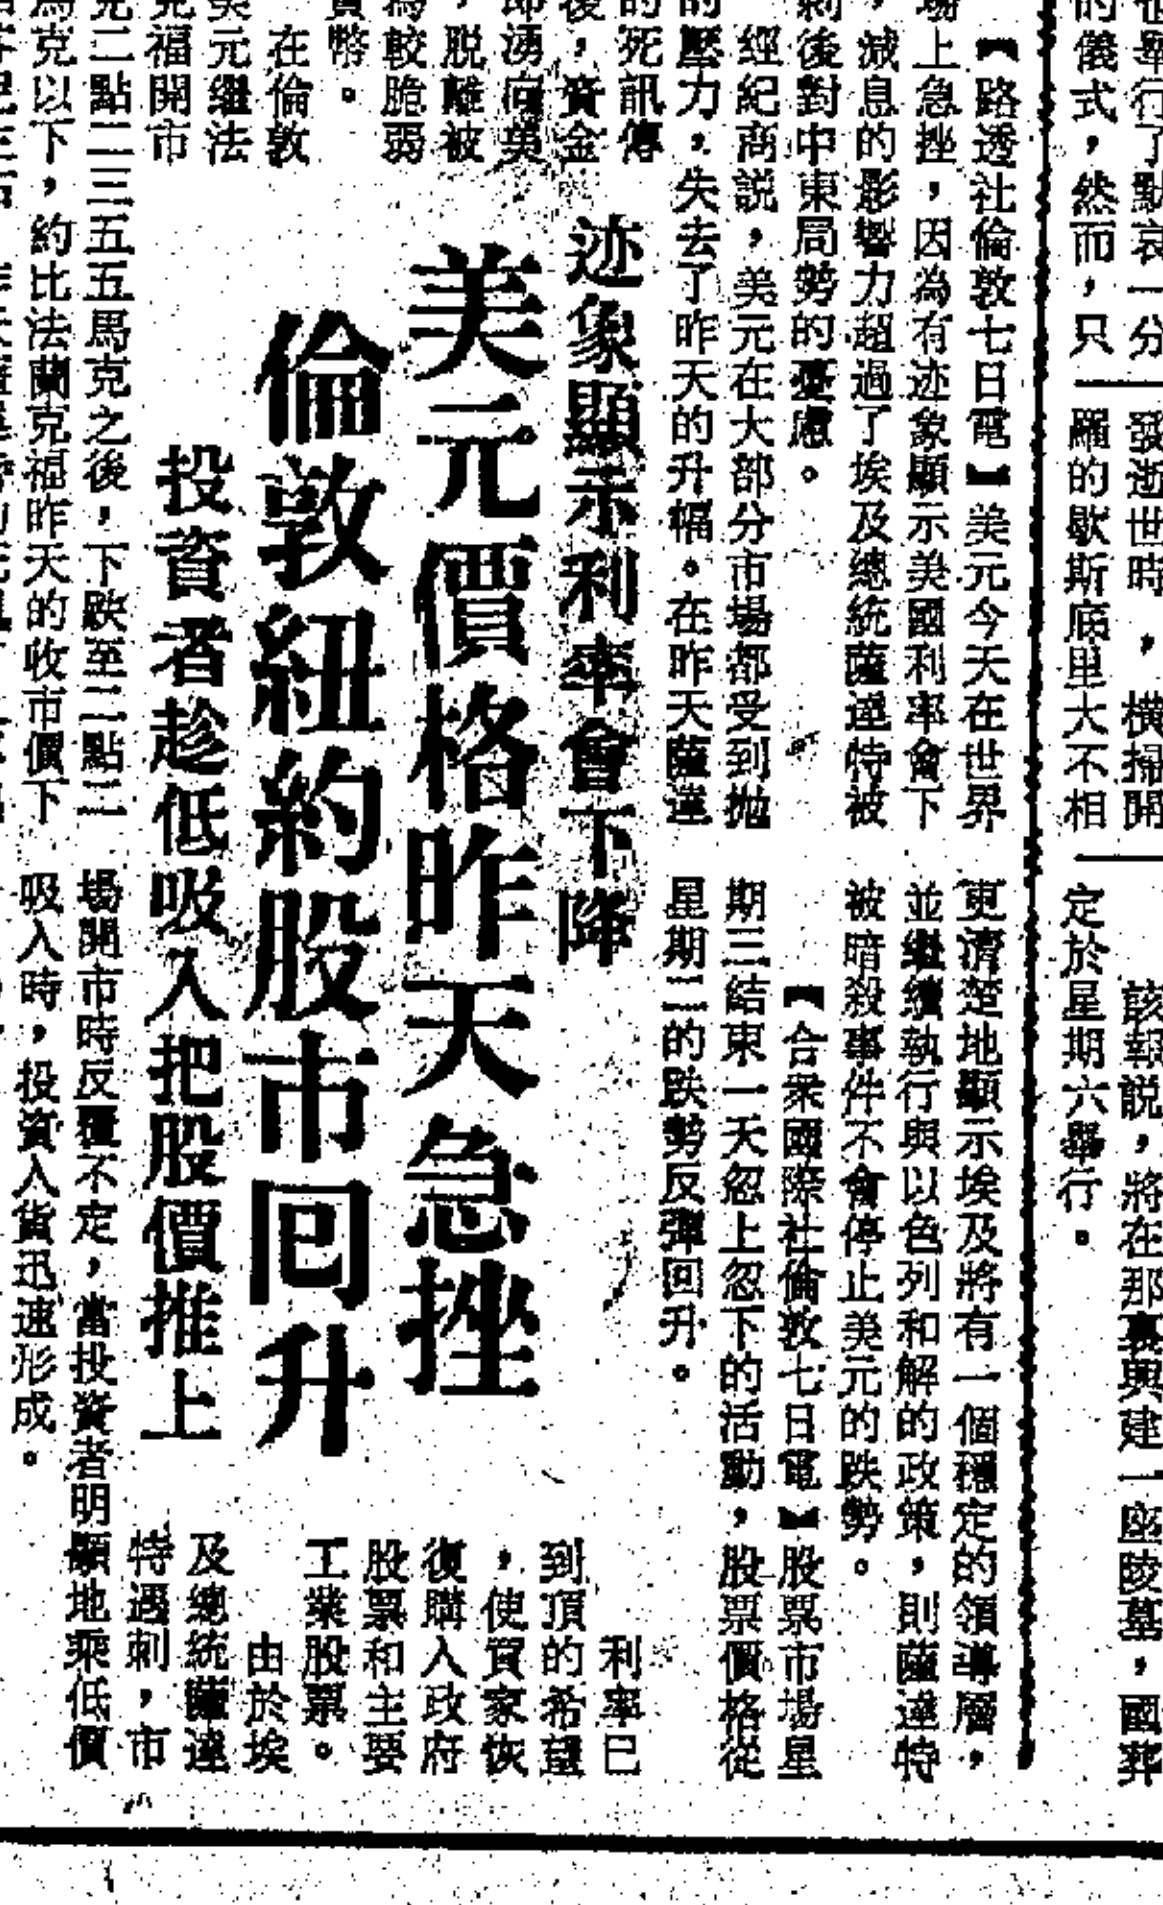 舉行了默哀一分
的儀式，然而，只
發逝世時，橫掃開
羅的歇斯底里大不相
該報說，將在那裏興建一座陵墓，國葬
定於星期六舉行。
迹象顯示利率會下降
美元價格昨天急挫
倫敦紐約股市回升
投資者趁低吸入把股價推上
【路透社倫敦七日電】美元今天在世界
場上急挫，因為有迹象顯示美國利率會下
，減息的影響力超過了埃及總統薩達特被
刺後對中東局勢的憂慮。
經紀商說，美元在大部分市場都受到拋
的壓力，失去了昨天的升幅。在昨天薩達
的死訊傳
後，資金
即湧向美
，脫離被
為較脆弱
貨幣。
在倫敦
美元繼法
克福開市
元二點二三五五馬克之後，下跌至二點二
馬克以下，約比法蘭克福昨天的收市價下
更清楚地顯示埃及將有一個穩定的領導層，
並繼續執行與以色列和解的政策，則薩達特
被暗殺事件不會停止美元的跌勢。
【合衆國際社倫敦七日電】股票市場星
期三結束一天忽上忽下的活動，股票價格從
星期二的跌勢反彈回升。
利率已
到頂的希望
，使買家恢
復購入政府
股票和主要
工業股票。
由於埃
及總統薩達
特遇刺，市
場開市時反覆不定，當投資者明顯地乘低價
吸入時，投資入貨迅速形成。